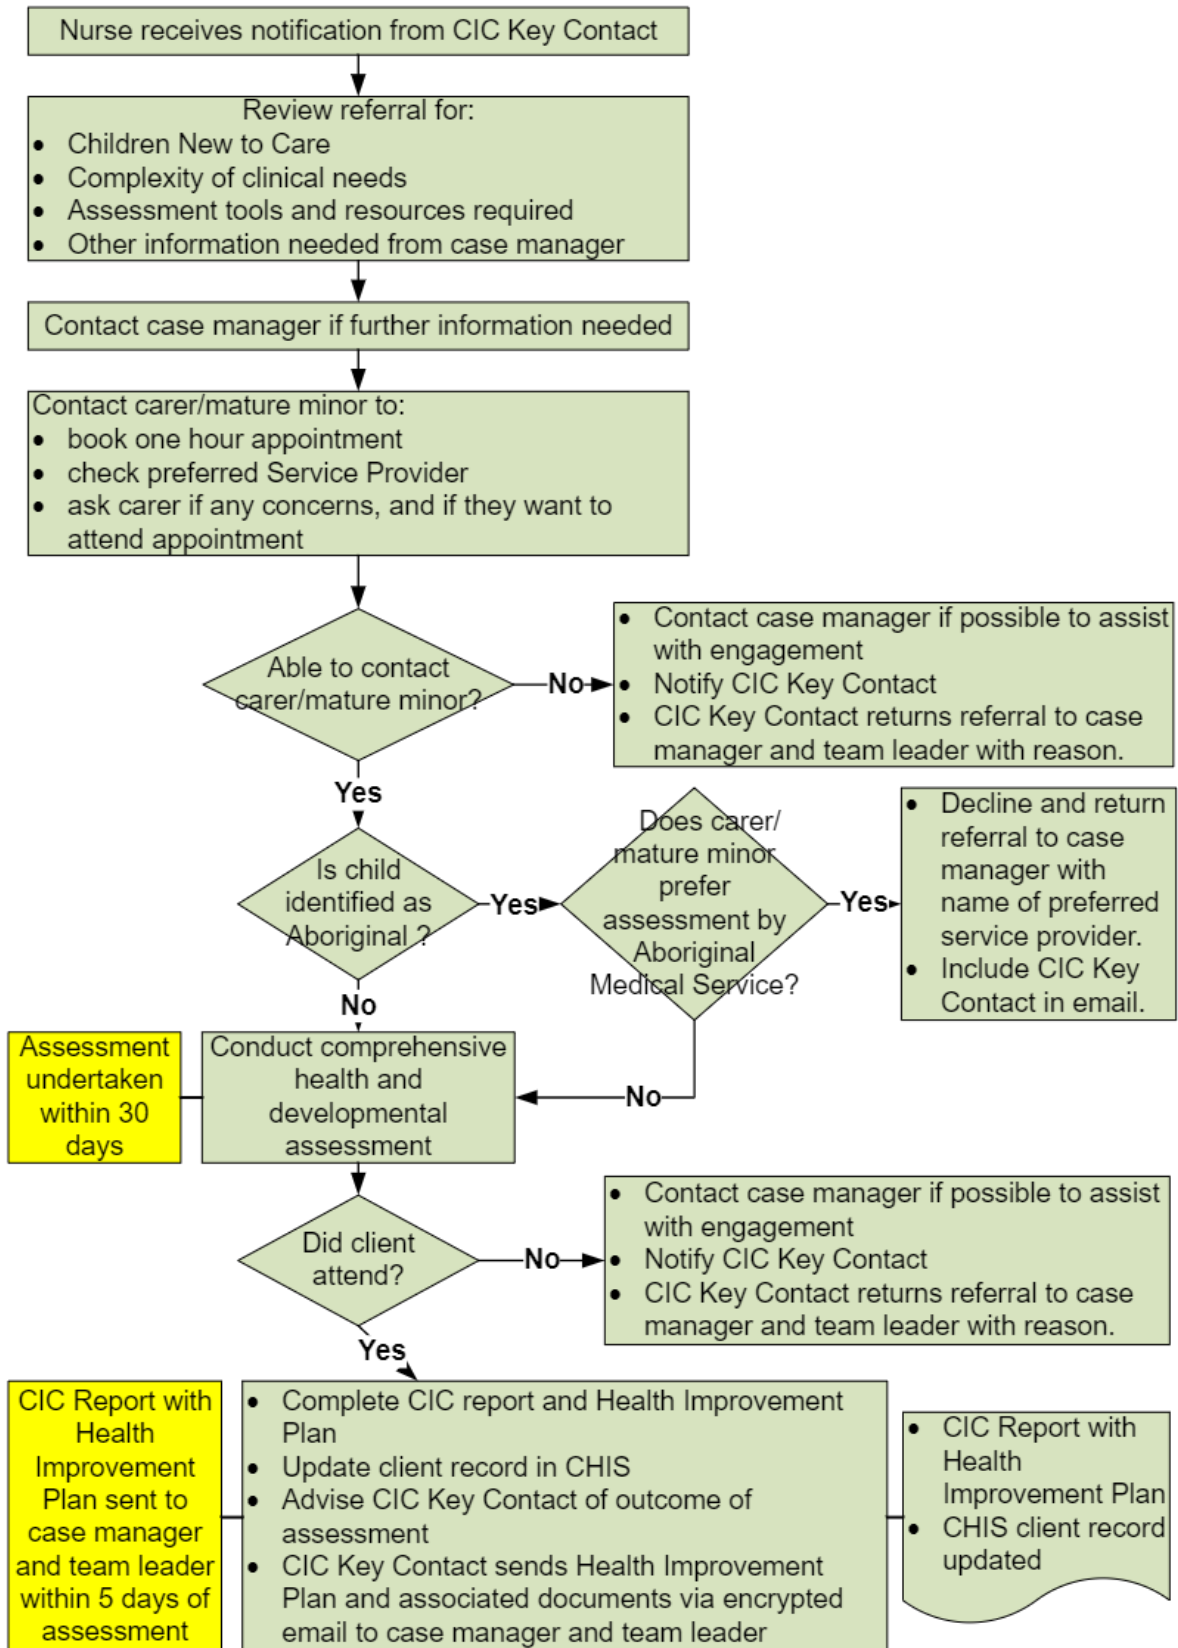 Nurse receives notification from CIC Key Contact
Review referral for:
• Children New to Care
• Complexity of clinical needs
• Assessment tools and resources required
• Other information needed from case manager
Contact case manager if further information needed
Contact carer/mature minor to:
• book one hour appointment
• check preferred Service Provider
• ask carer if any concerns, and if they want to
attend appointment
Able to contact
carer/mature minor?
No
• Contact case manager if possible to assist
with engagement
• Notify CIC Key Contact
• CIC Key Contact returns referral to case
manager and team leader with reason.
Yes
Is child
identified as
Aboriginal ?
Yes
Does carer/
mature minor
prefer
assessment by
Aboriginal
Medical Service?
Yes
• Decline and return
referral to case
manager with
name of preferred
service provider.
• Include CIC Key
Contact in email.
No
No
Assessment
undertaken
within 30
days
Conduct comprehensive
health and
developmental
assessment
Did client
attend?
No
• Contact case manager if possible to assist
with engagement
• Notify CIC Key Contact
• CIC Key Contact returns referral to case
manager and team leader with reason.
Yes
CIC Report with
Health
Improvement
Plan sent to
case manager
and team leader
within 5 days of
assessment
• Complete CIC report and Health Improvement
Plan
• Update client record in CHIS
• Advise CIC Key Contact of outcome of
assessment
• CIC Key Contact sends Health Improvement
Plan and associated documents via encrypted
email to case manager and team leader
• CIC Report with
Health
Improvement Plan
• CHIS client record
updated